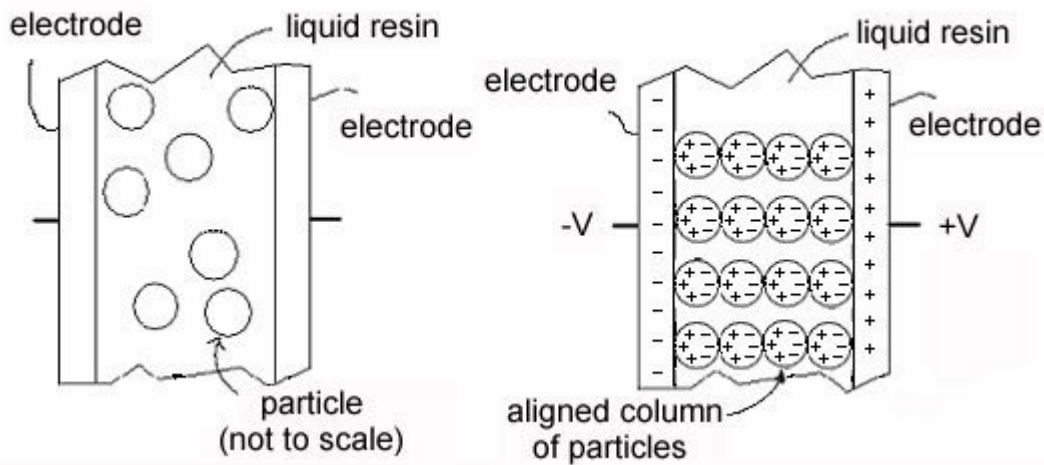 electrode
liquid resin
electrode
particle
(not to scale)
liquid resin
electrode
electrode
-V
+V
aligned column
of particles